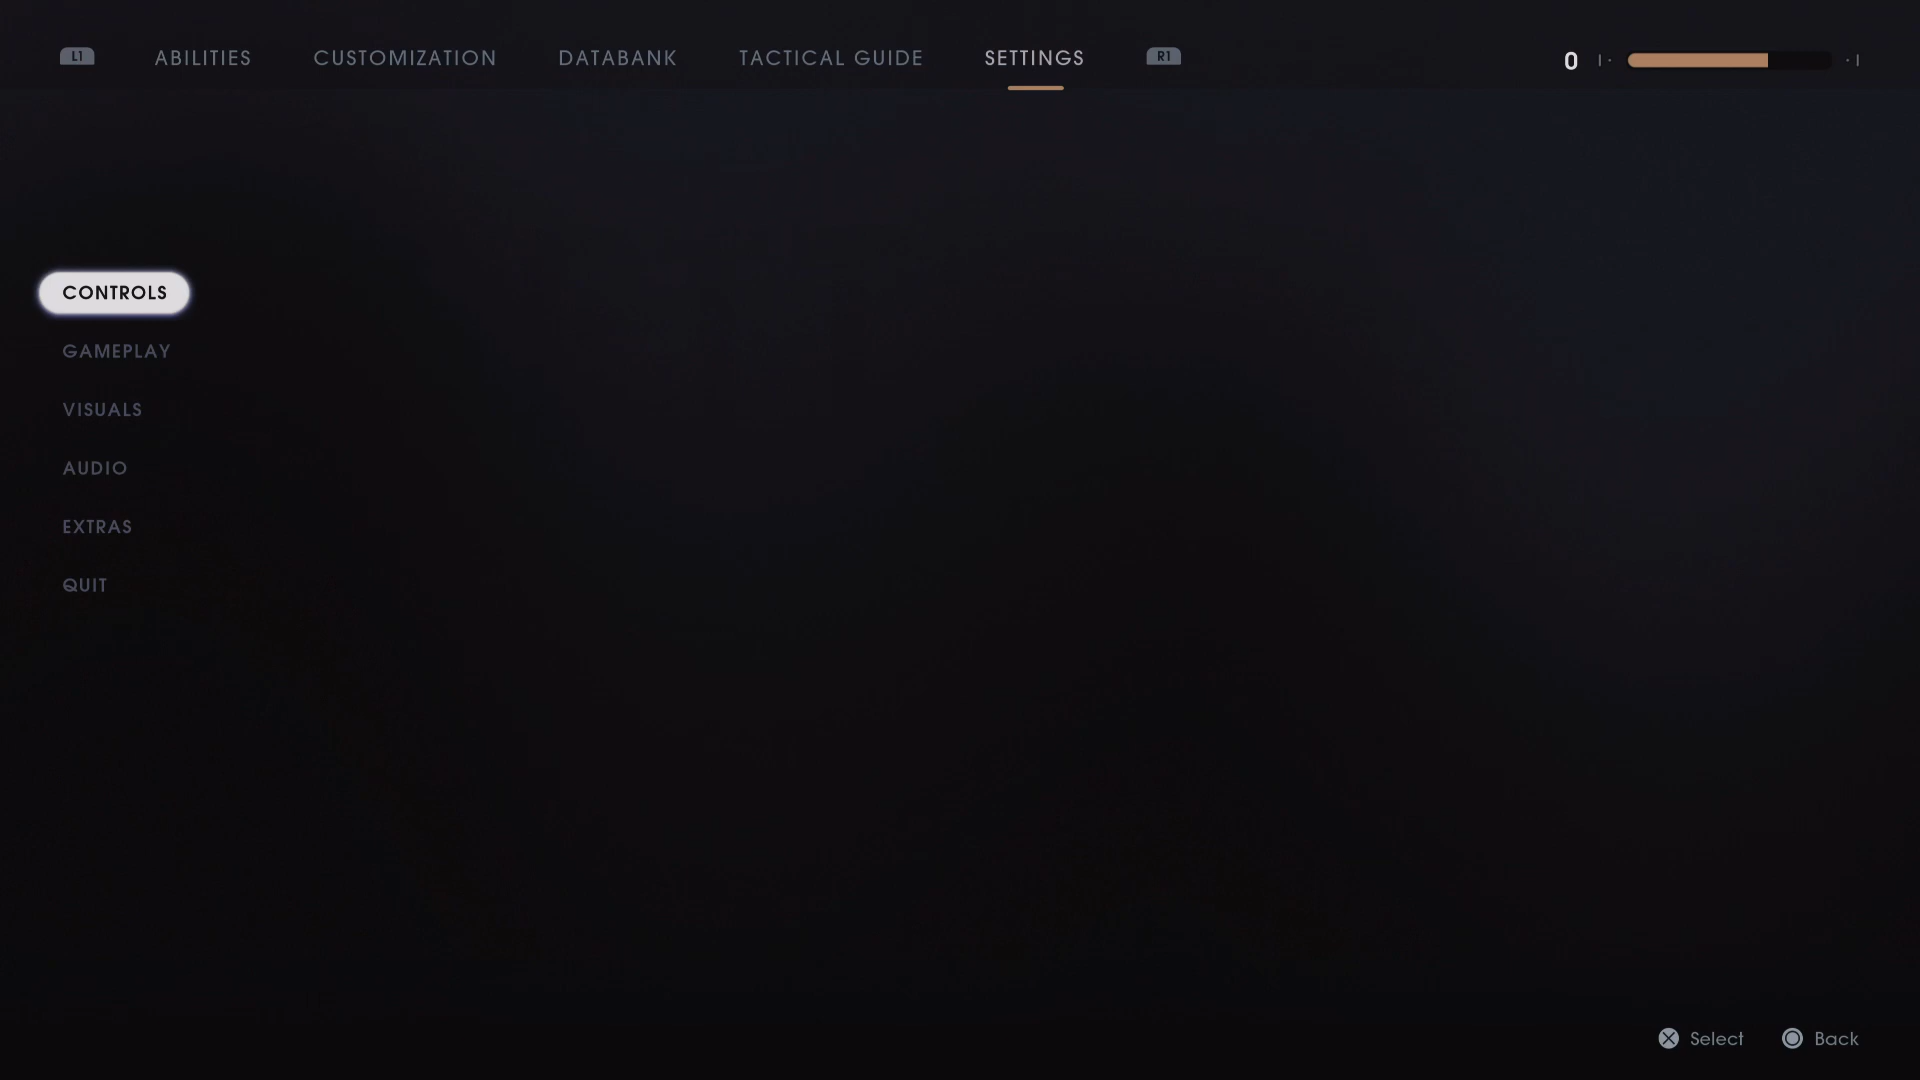 L1 ABILITIES CUSTOMIZATION DATABANK TACTICAL GUIDE SETTINGS R1 0
CONTROLS
GAMEPLAY
VISUALS
AUDIO
EXTRAS
QUIT
Select Back